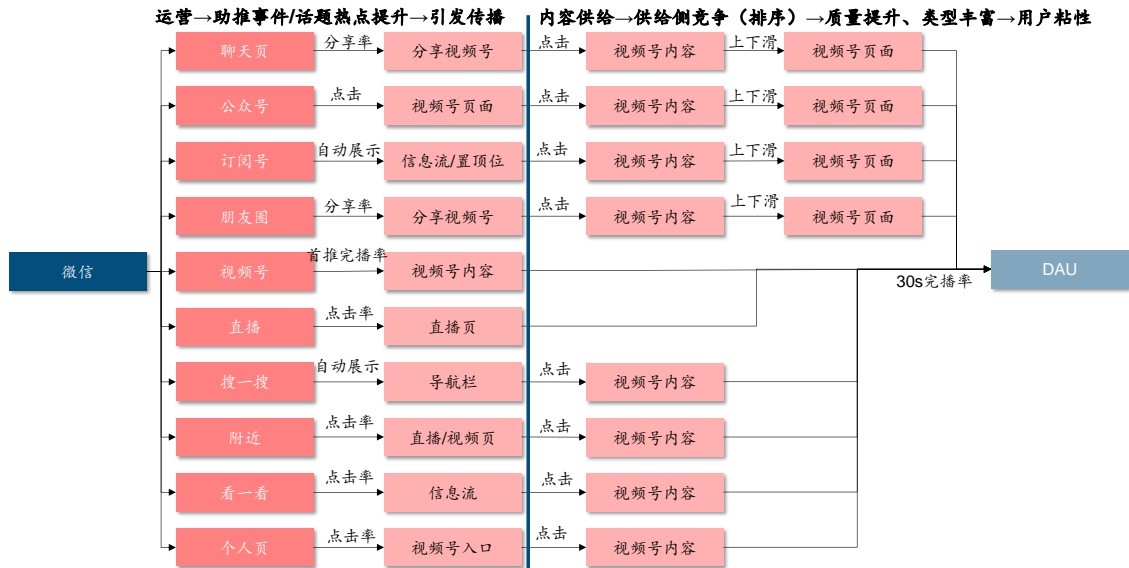 运营→助推事件/话题热点提升→引发传播
内容供给→供给侧竞争（排序）→质量提升、类型丰富→用户粘性
聊天页 分享率 分享视频号 点击 视频号内容 上下滑 视频号页面
公众号 点击 视频号页面 点击 视频号内容 上下滑 视频号页面
订阅号 自动展示 信息流/置顶位 点击 视频号内容 上下滑 视频号页面
朋友圈 分享率 分享视频号 点击 视频号内容 上下滑 视频号页面
微信 视频号 首推完播率 视频号内容 30s完播率 DAU
直播 点击率 直播页
搜一搜 自动展示 导航栏 点击 视频号内容
附近 点击率 直播/视频页 点击 视频号内容
看一看 点击率 信息流 点击 视频号内容
个人页 点击率 视频号入口 点击 视频号内容